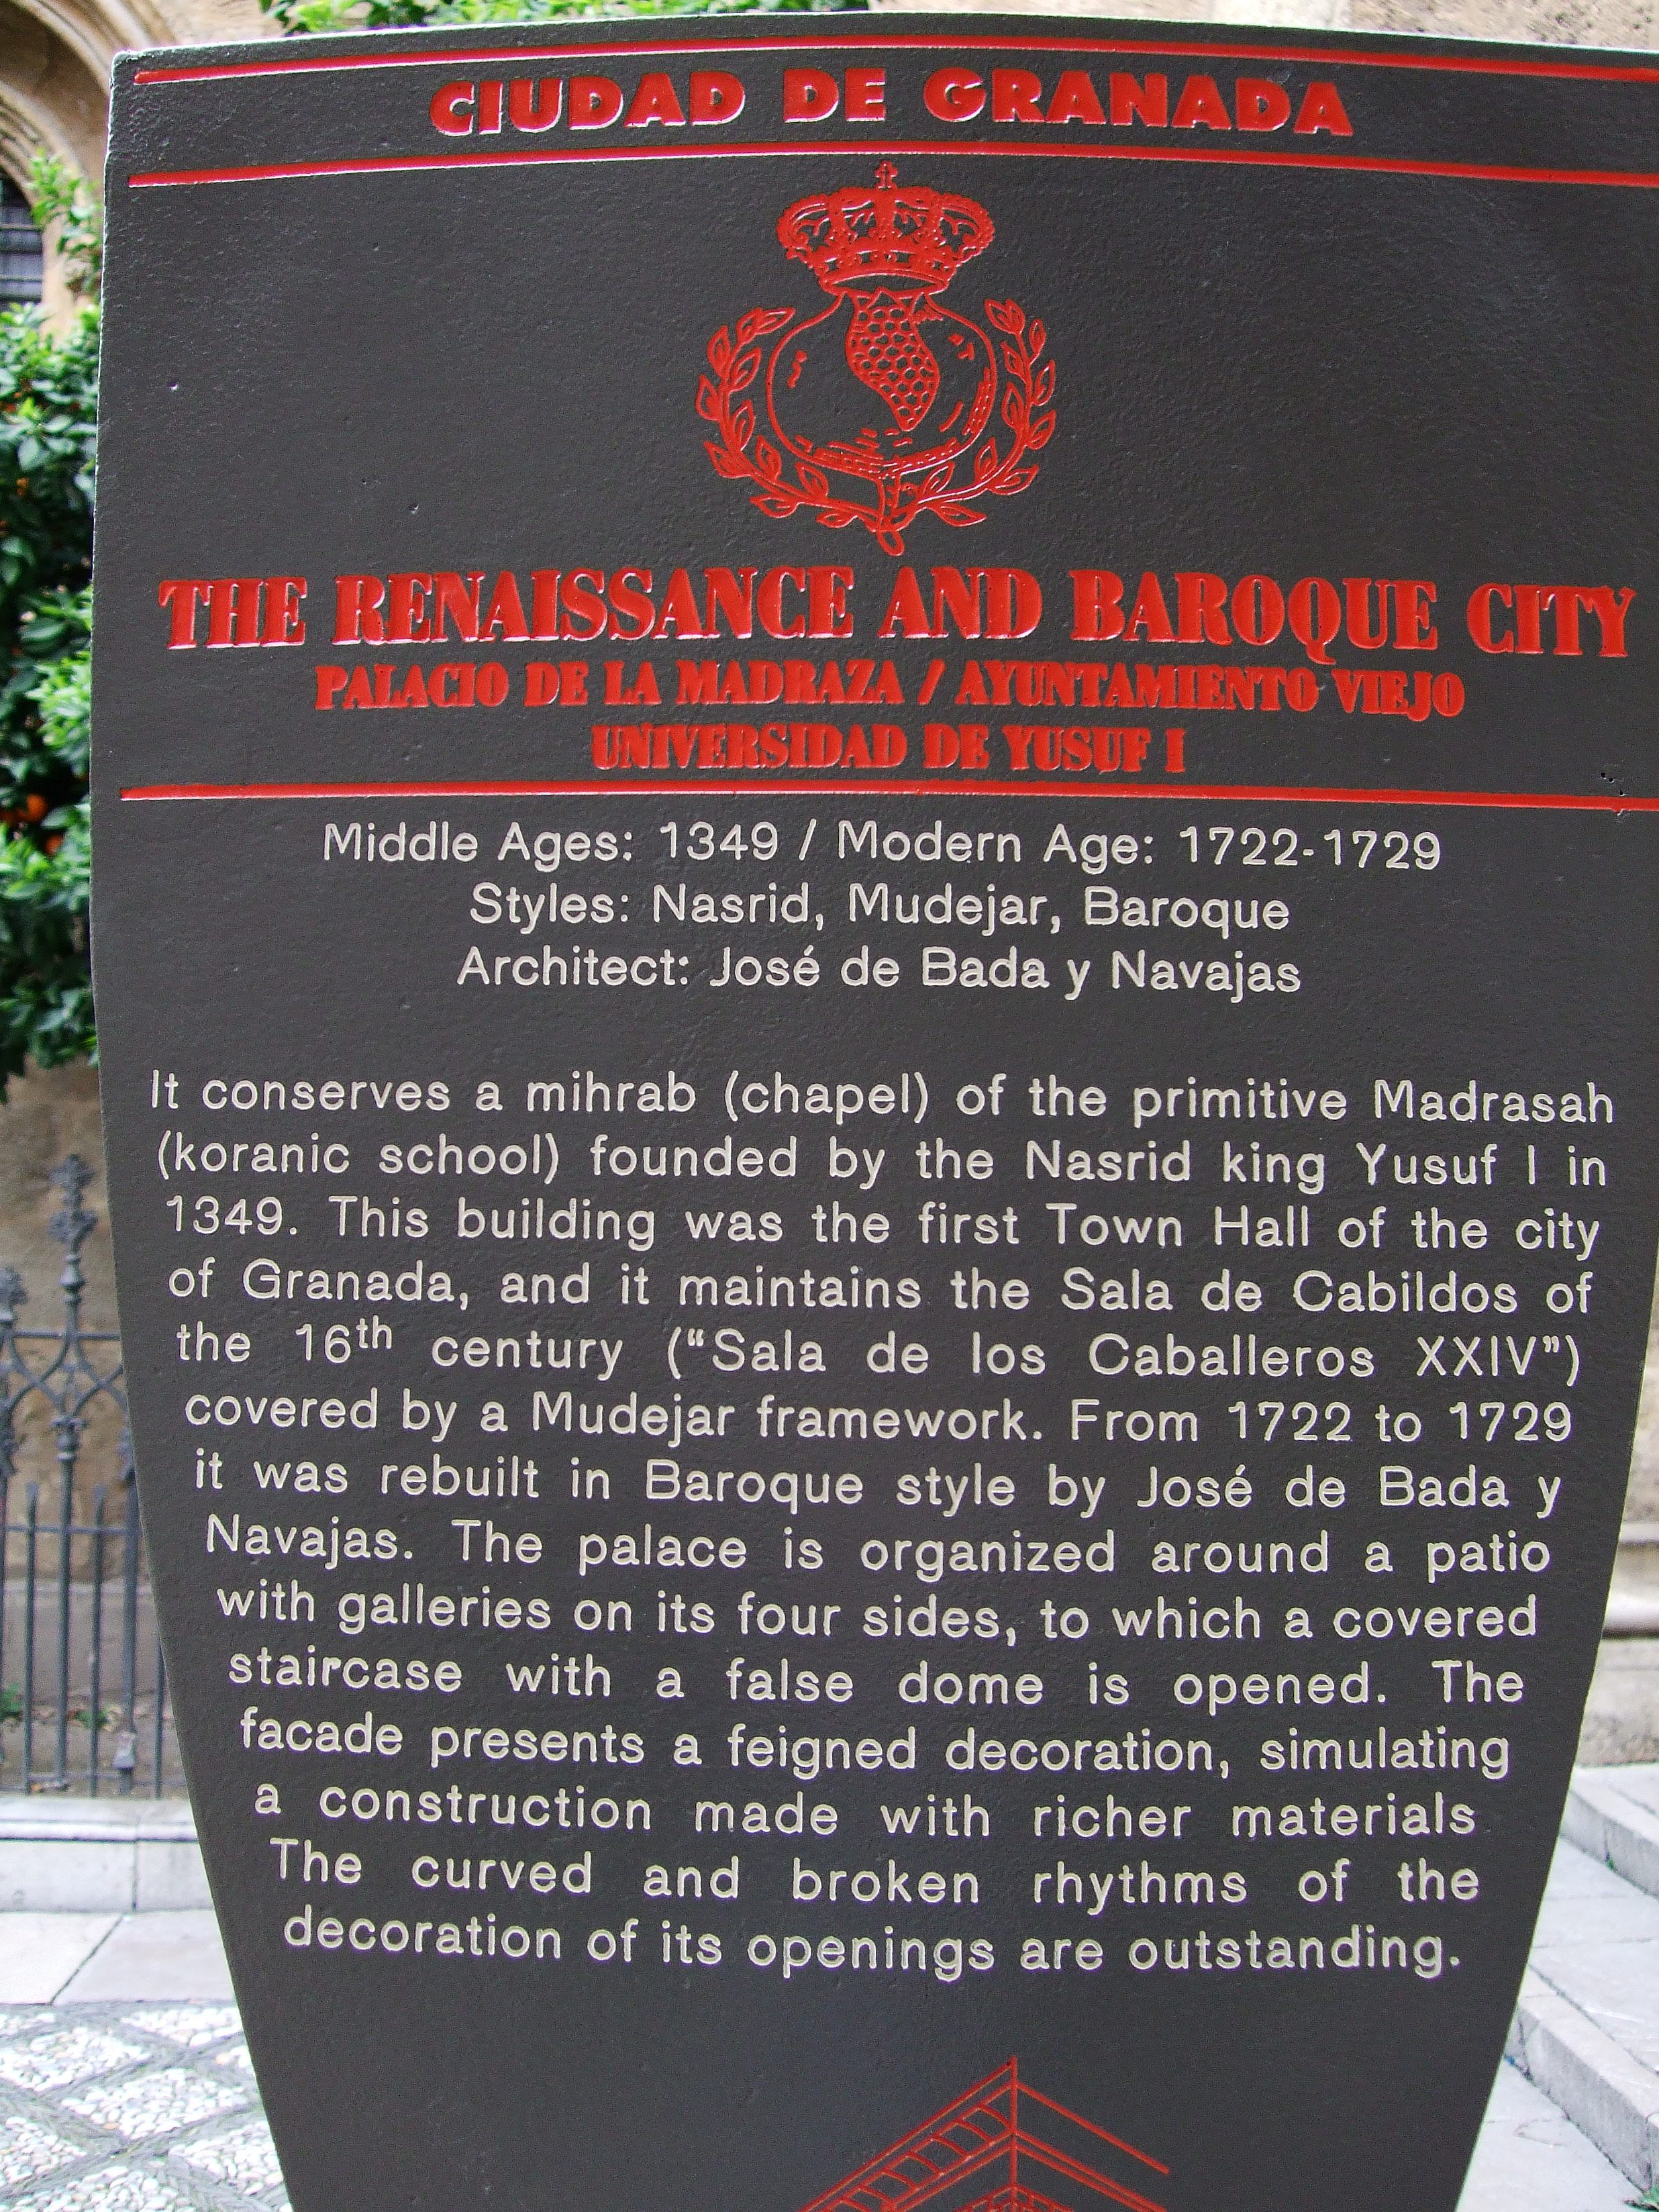 CIUDAD DE GRANADA
THE RENAISSANCE AND BAROQUE CITY
PALACIO DE LA MADRAZA / AYUNTAMIENTO VIEJO
UNIVERSIDAD DE YUSUF I
Middle Ages: 1349 / Modern Age: 1722-1729
Styles: Nasrid, Mudejar, Baroque
Architect: José de Bada y Navajas
It conserves a mihrab (chapel) of the primitive Madrasah
(koranic school) founded by the Nasrid king Yusuf I in
1349. This building was the first Town Hall of the city
of Granada, and it maintains the Sala de Cabildos of
the 16th century (“Sala de los Caballeros XXIV”)
covered by a Mudejar framework. From 1722 to 1729
it was rebuilt in Baroque style by José de Bada y
Navajas. The palace is organized around a patio
with galleries on its four sides, to which a covered
staircase with a false dome is opened. The
facade presents a feigned decoration, simulating
a construction made with richer materials
The curved and broken rhythms of the
decoration of its openings are outstanding.